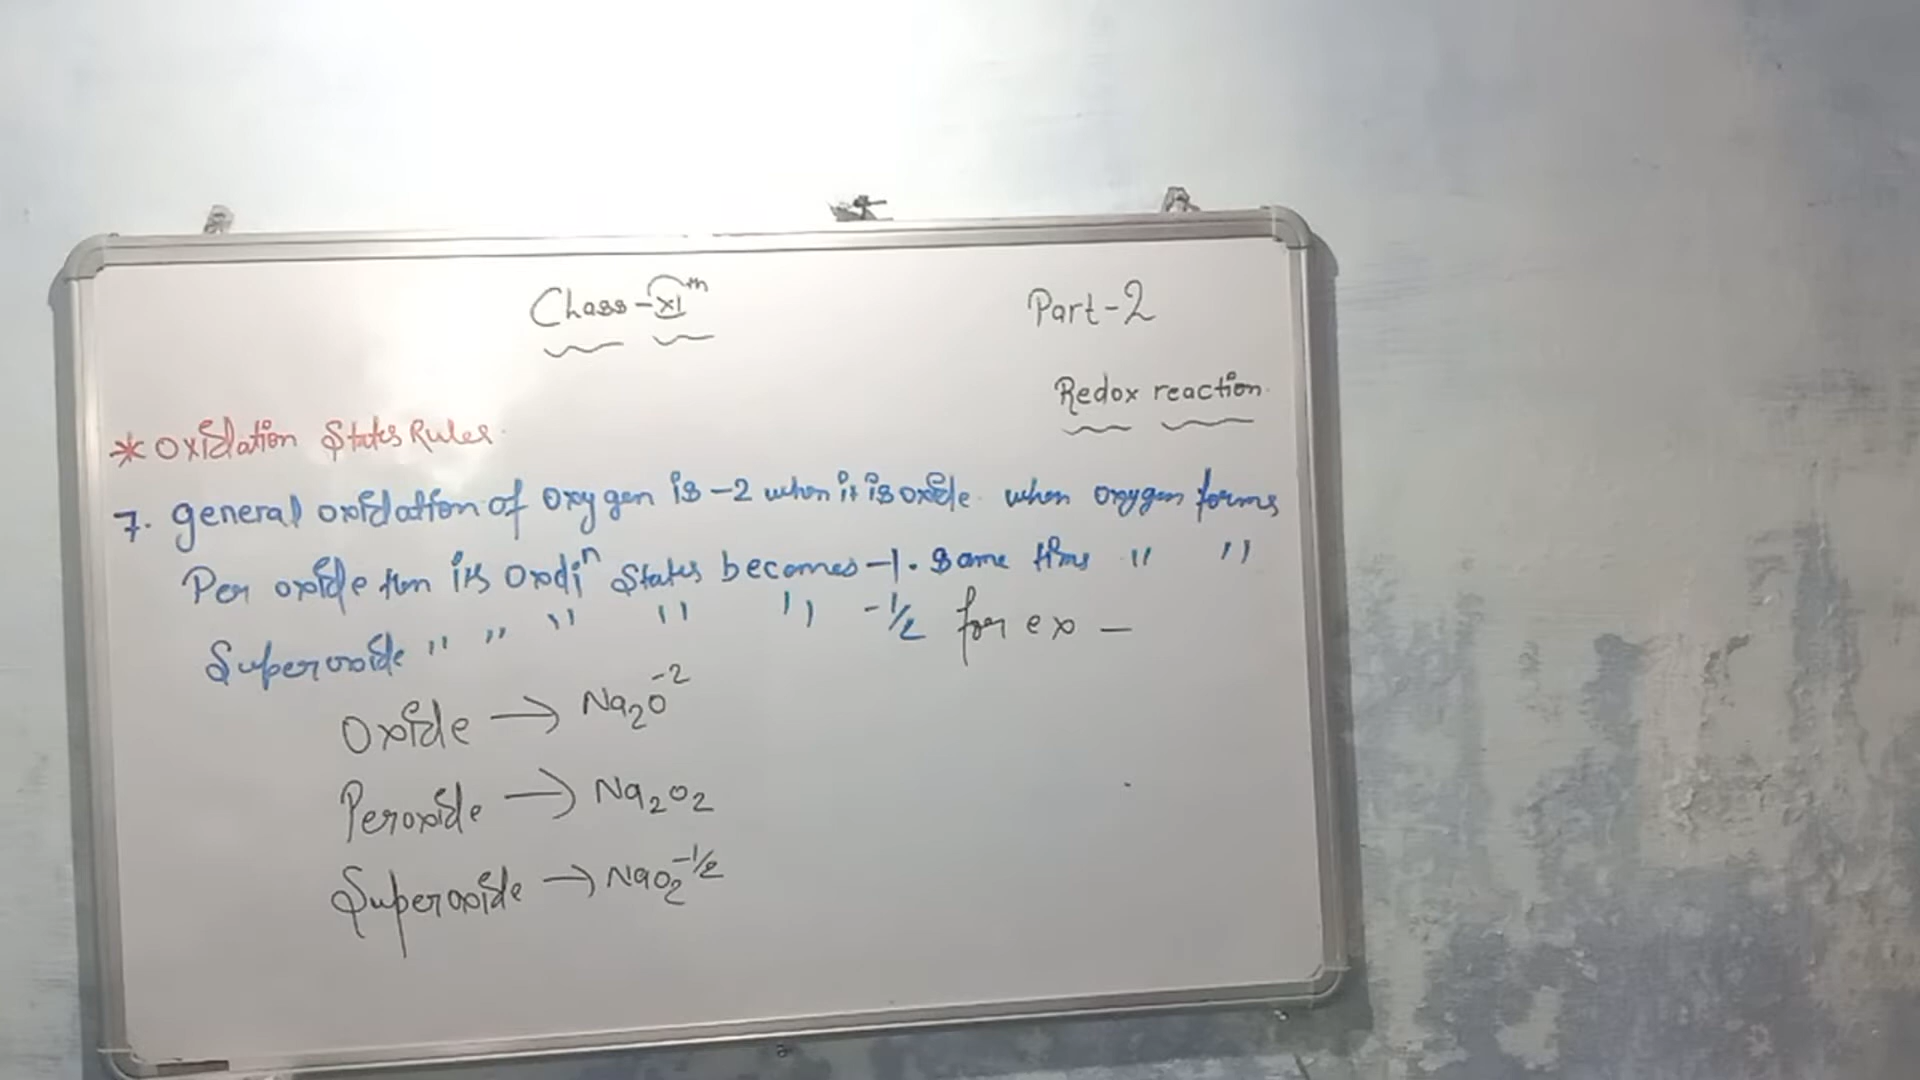 Class-XIth
Part-2
Redox reaction.
* Oxidation States Rules.
7. general oxidation of oxygen is -2 when it is oxide. when oxygen forms
Per oxide then its Oxdiⁿ States becomes -1. Same time " "
Superoxide " " " " " -1/2 for ex —
Oxide → Na₂O⁻²
Peroxide → Na₂O₂
Superoxide → NaO₂⁻¹/²